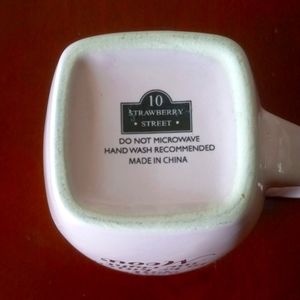 10
STRAWBERRY
• STREET •
DO NOT MICROWAVE
HAND WASH RECOMMENDED
MADE IN CHINA